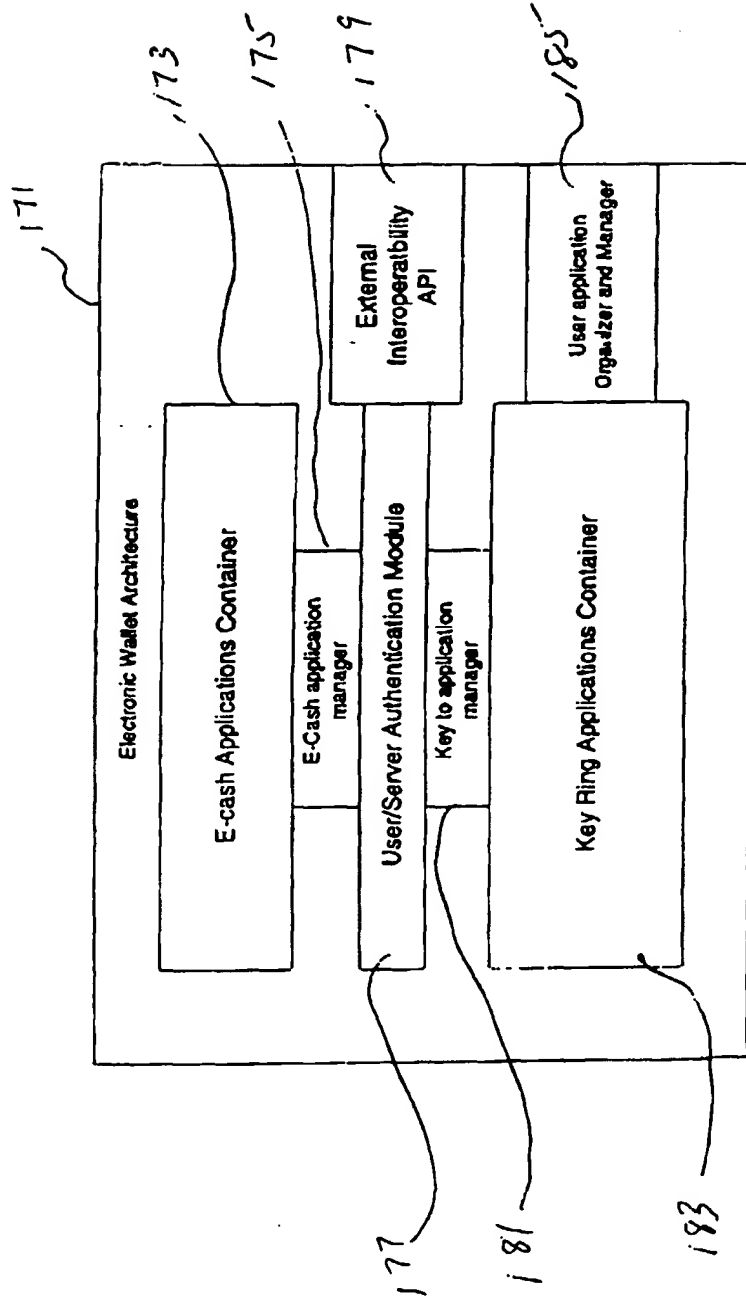 171
173
175
179
185
Electronic Wallet Architecture
E-cash Applications Container
E-Cash application
manager
User/Server Authentication Module
External
Interoperatbility
API
Key to application
manager
Key Ring Applications Container
User application
Organizer and Manager
177
181
183